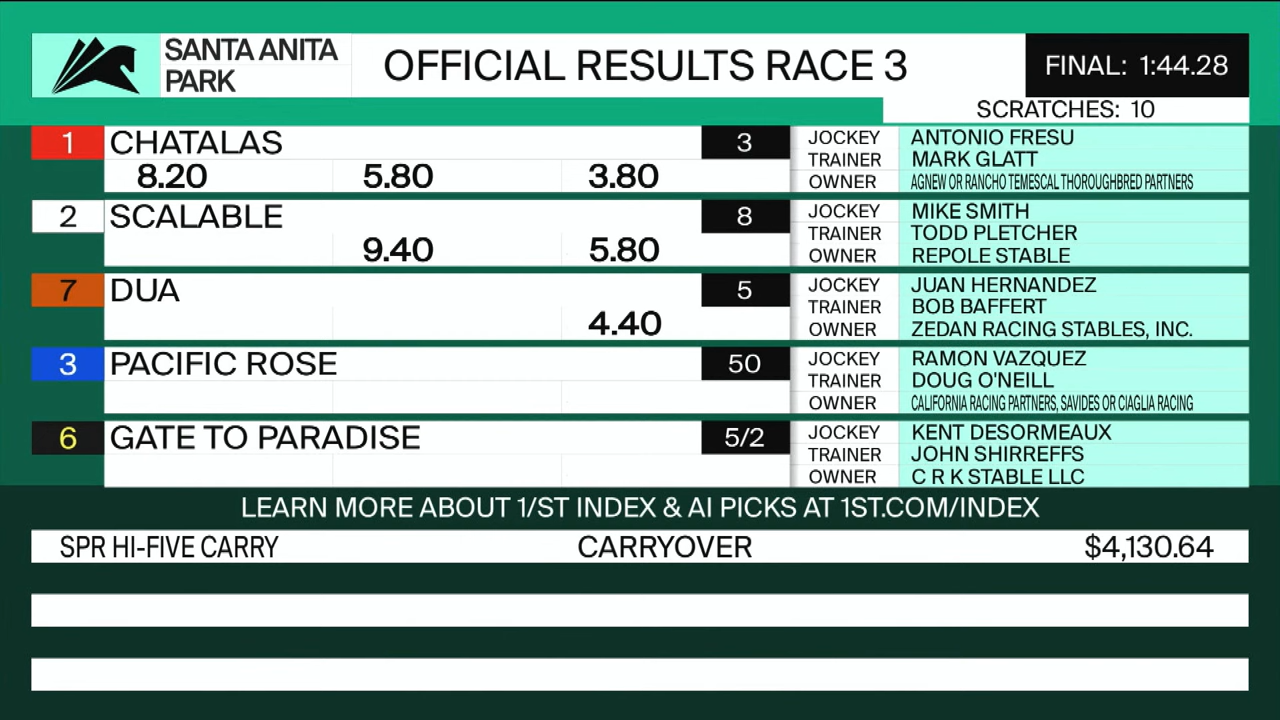 SANTA ANITA
PARK
OFFICIAL RESULTS RACE 3
FINAL: 1:44.28
SCRATCHES: 10
1 CHATALAS 3
8.20 5.80 3.80
JOCKEY ANTONIO FRESU
TRAINER MARK GLATT
OWNER AGNEW OR RANCHO TEMESCAL THOROUGHBRED PARTNERS
2 SCALABLE 8
9.40 5.80
JOCKEY MIKE SMITH
TRAINER TODD PLETCHER
OWNER REPOLE STABLE
7 DUA 5
4.40
JOCKEY JUAN HERNANDEZ
TRAINER BOB BAFFERT
OWNER ZEDAN RACING STABLES, INC.
3 PACIFIC ROSE 50
JOCKEY RAMON VAZQUEZ
TRAINER DOUG O'NEILL
OWNER CALIFORNIA RACING PARTNERS, SAVIDES OR CIAGLIA RACING
6 GATE TO PARADISE 5/2
JOCKEY KENT DESORMEAUX
TRAINER JOHN SHIRREFFS
OWNER C R K STABLE LLC
LEARN MORE ABOUT 1/ST INDEX & AI PICKS AT 1ST.COM/INDEX
SPR HI-FIVE CARRY CARRYOVER $4,130.64